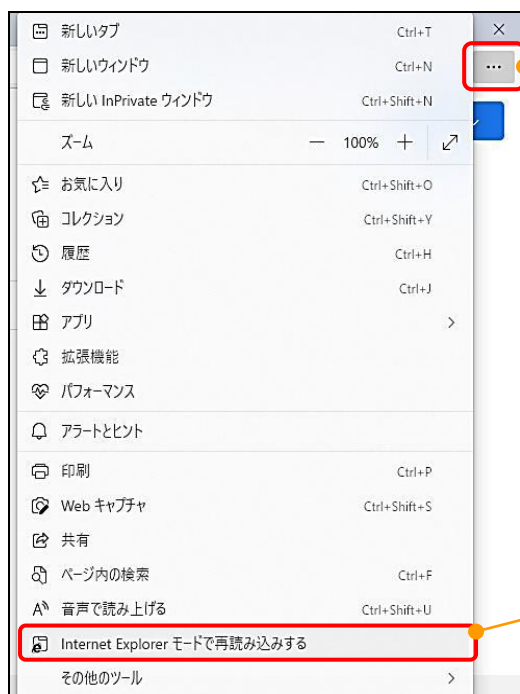 新しいタブ Ctrl+T
新しいウィンドウ Ctrl+N
新しい InPrivate ウィンドウ Ctrl+Shift+N
ズーム — 100% +
お気に入り Ctrl+Shift+O
コレクション Ctrl+Shift+Y
履歴 Ctrl+H
ダウンロード Ctrl+J
アプリ
拡張機能
パフォーマンス
アラートとヒント
印刷 Ctrl+P
Web キャプチャ Ctrl+Shift+S
共有
ページ内の検索 Ctrl+F
音声で読み上げる Ctrl+Shift+U
Internet Explorer モードで再読み込みする
その他のツール